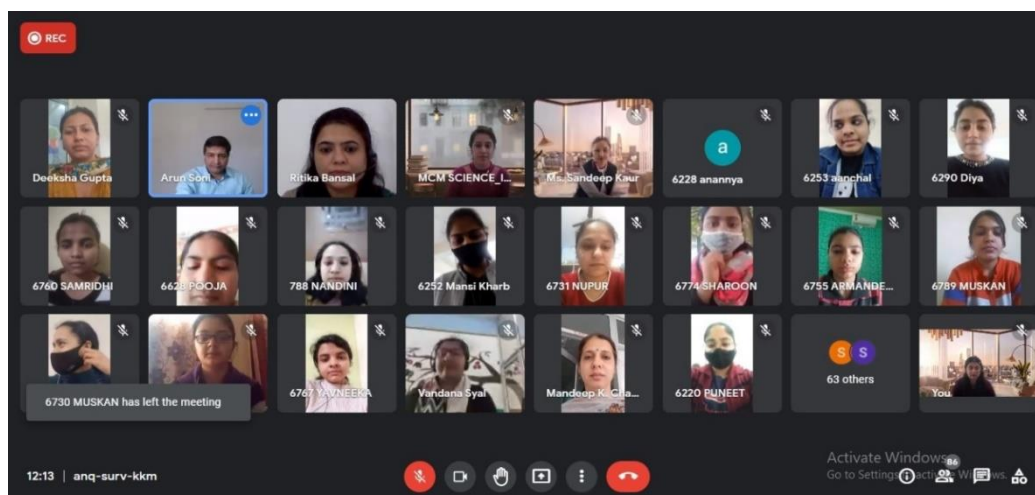 REC
Deeksha Gupta
Arun Soni
Ritika Bansal
MCM SCIENCE_I...
Ms. Sandeep Kaur
a
6228 anannya
6253 aanchal
6290 Diya
6760 SAMRIDHI
6628 POOJA
788 NANDINI
6252 Mansi Kharb
6731 NUPUR
6774 SHAROON
6755 ARMANDE...
6789 MUSKAN
6730 MUSKAN has left the meeting
6767 YAVNEEKA
Vandana Syal
Mandeep K. Cha...
6220 PUNEET
S S
63 others
You
12:13 | anq-surv-kkm
86
Activate Windows
Go to Settings